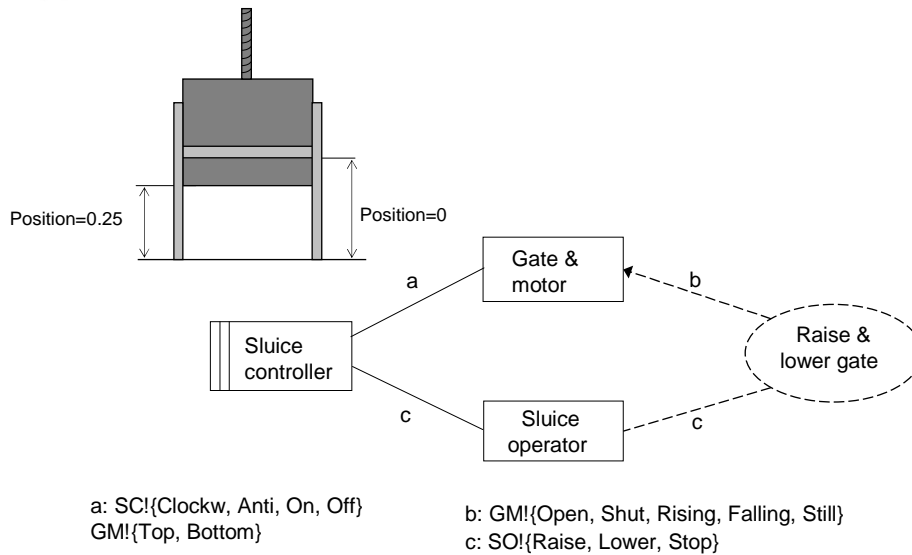 Position=0.25
Position=0
Gate &
motor
a
b
Sluice
controller
Raise &
lower gate
c
Sluice
operator
c
a: SC!{Clockw, Anti, On, Off}
GM!{Top, Bottom}
b: GM!{Open, Shut, Rising, Falling, Still}
c: SO!{Raise, Lower, Stop}